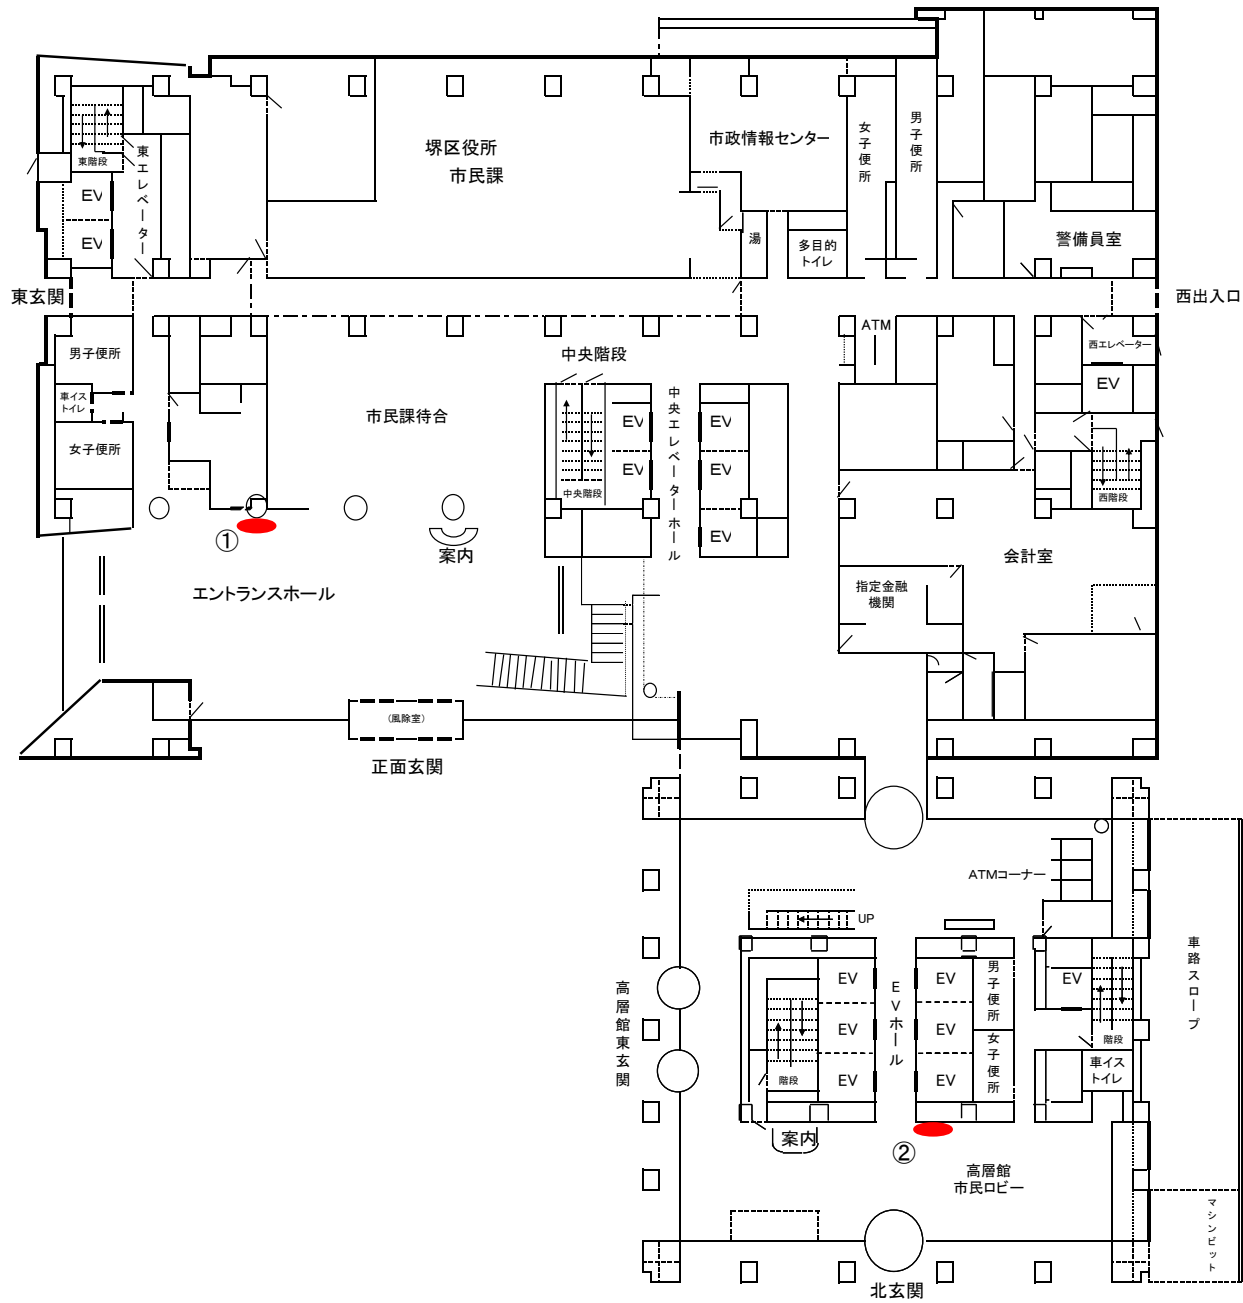 堺区役所
市民課
市政情報センター
女子便所
男子便所
東エレベーター
東階段
EV
EV
湯
多目的
トイレ
警備員室
東玄関
西出入口
男子便所
車イス
トイレ
女子便所
市民課待合
中央階段
中央階段
EV
EV
中央エレベーターホール
EV
EV
EV
ATM
西エレベーター
EV
西階段
①
案内
エントランスホール
会計室
指定金融
機関
（風除室）
正面玄関
ATMコーナー
UP
高層館東玄関
EV
EV
EV
階段
EVホール
EV
EV
EV
男子便所
女子便所
EV
階段
車イス
トイレ
車路スロープ
案内
②
高層館
市民ロビー
マシンピット
北玄関